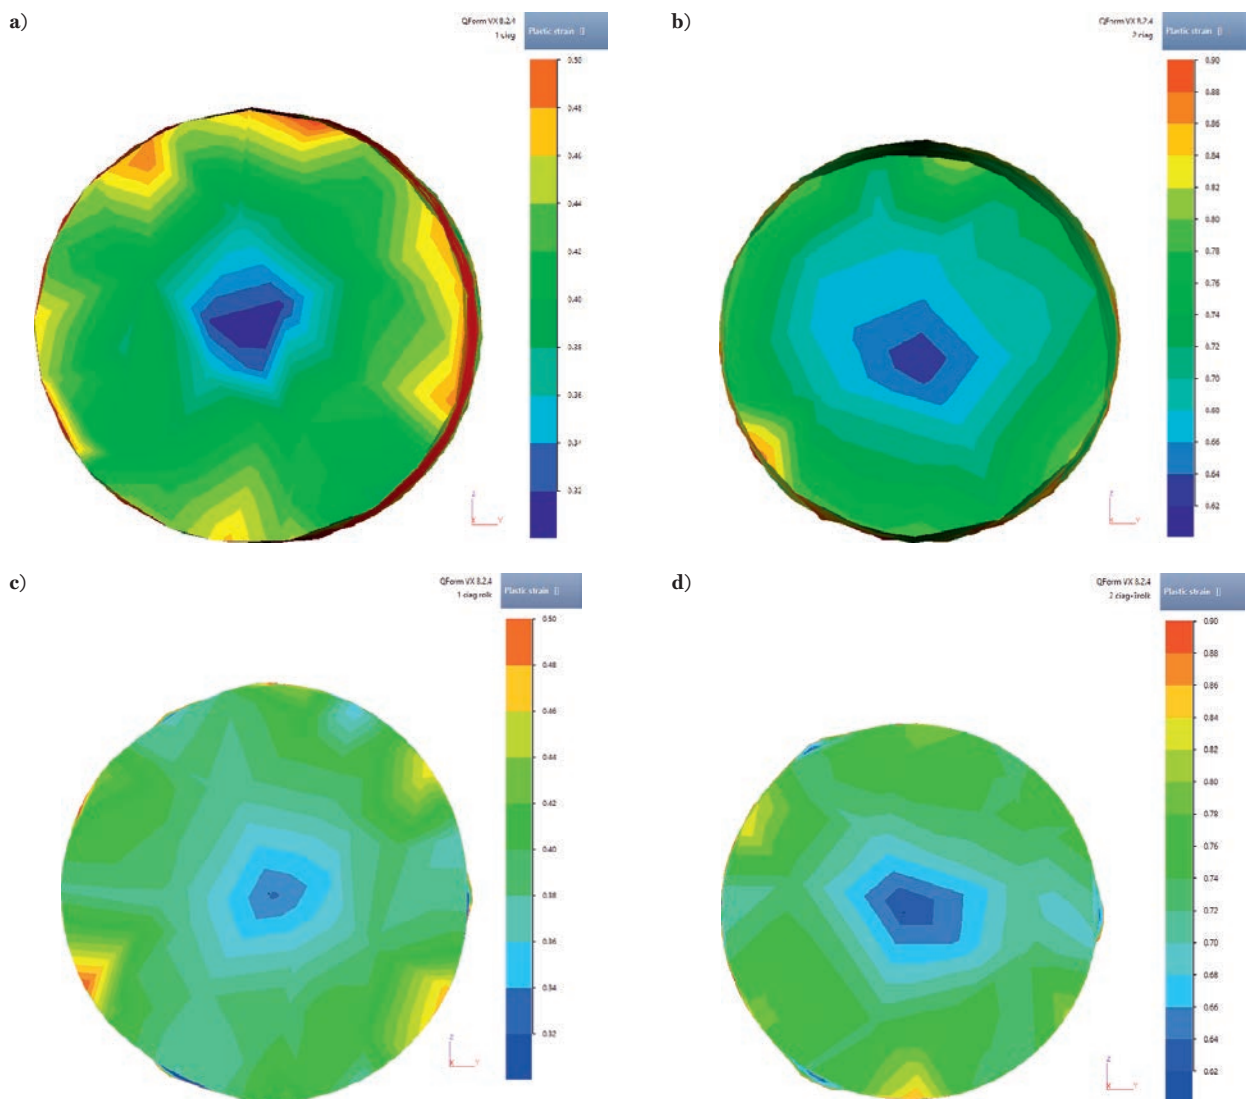 a)
QForm VX 8.2.4
1 ciag
Plastic strain []
0.50
0.48
0.46
0.44
0.42
0.40
0.38
0.36
0.34
0.32
Z
X
Y
b)
QForm VX 8.2.4
2 ciag
Plastic strain []
0.90
0.88
0.86
0.84
0.82
0.80
0.78
0.76
0.74
0.72
0.70
0.68
0.66
0.64
0.62
Z
X
Y
c)
QForm VX 8.2.4
1 ciag rolk
Plastic strain []
0.50
0.48
0.46
0.44
0.42
0.40
0.38
0.36
0.34
0.32
Z
X
Y
d)
QForm VX 8.2.4
2 ciag+3rolk
Plastic strain []
0.90
0.88
0.86
0.84
0.82
0.80
0.78
0.76
0.74
0.72
0.70
0.68
0.66
0.64
0.62
Z
X
Y